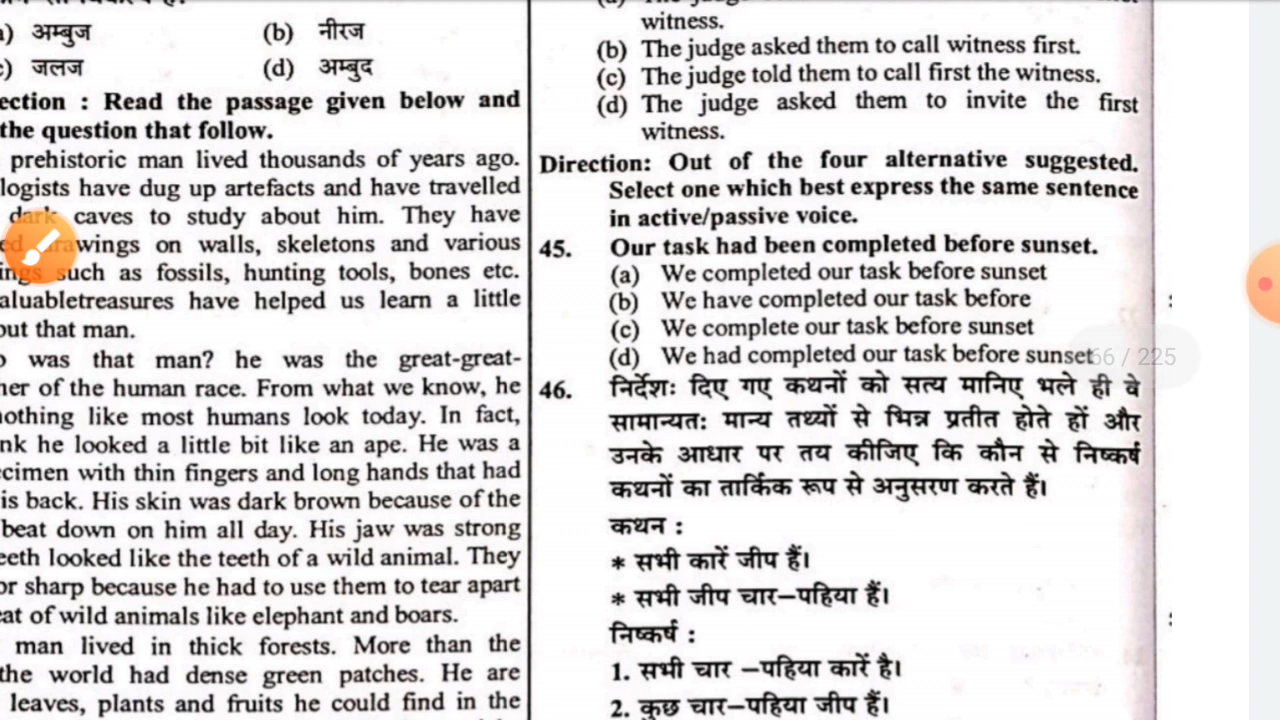 अम्बुज (b) नीरज
जलज (d) अम्बुद
: Read the passage given below and
the question that follow.
prehistoric man lived thousands of years ago.
have dug up artefacts and have travelled
dark caves to study about him. They have
on walls, skeletons and various
such as fossils, hunting tools, bones etc.
have helped us learn a little
that man.
was that man? he was the great-great-
of the human race. From what we know, he
like most humans look today. In fact,
he looked a little bit like an ape. He was a
with thin fingers and long hands that had
is back. His skin was dark brown because of the
beat down on him all day. His jaw was strong
looked like the teeth of a wild animal. They
or sharp because he had to use them to tear apart
of wild animals like elephant and boars.
man lived in thick forests. More than the
the world had dense green patches. He are
leaves, plants and fruits he could find in the
witness.
(b) The judge asked them to call witness first.
(c) The judge told them to call first the witness.
(d) The judge asked them to invite the first
witness.
Direction: Out of the four alternative suggested.
Select one which best express the same sentence
in active/passive voice.
45. Our task had been completed before sunset.
(a) We completed our task before sunset
(b) We have completed our task before
(c) We complete our task before sunset
(d) We had completed our task before sunset
66 / 225
46. निर्देशः दिए गए कथनों को सत्य मानिए भले ही वे
सामान्यतः मान्य तथ्यों से भिन्न प्रतीत होते हों और
उनके आधार पर तय कीजिए कि कौन से निष्कर्ष
कथनों का तार्किक रूप से अनुसरण करते हैं।
कथन :
* सभी कारें जीप हैं।
* सभी जीप चार–पहिया हैं।
निष्कर्ष :
1. सभी चार –पहिया कारें है।
2. कुछ चार–पहिया जीप हैं।